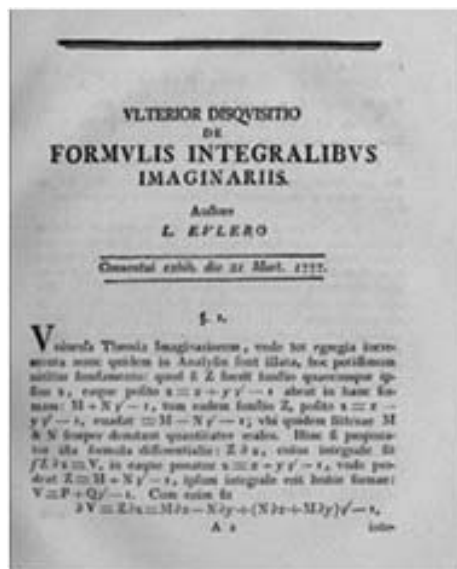 VLTERIOR DISQVISITIO
DE
FORMVLIS INTEGRALIBVS
IMAGINARIIS.
Auctore
L. EVLERO
Conventui exhib. die 21 Mart. 1777.
§. 1.
Vniuersa Theoria Imaginariorum, vnde tot egregia incre-
menta nunc quidem in Analysin sunt illata, hoc potissimum
nititur fundamento: quod si Z fuerit functio quaecunque ip-
sius z, eaque posito z = x + y √ − 1 abeat in hanc for-
mam: M + N √ − 1, tum eadem functio Z, posito z = x −
y √ − 1, euadat = M − N √ − 1; vbi quidem litterae M
& N semper denotant quantitates reales. Hinc si propona-
tur ista formula differentialis: Z ∂ z, cuius integrale sit
∫ Z ∂ z = V, in eaque ponatur z = x + y √ − 1, vnde pro-
deat Z = M + N √ − 1, ipsum integrale erit huius formae:
V = P + Q √ − 1. Cum enim sit
∂ V = Z ∂ z = M ∂ x − N ∂ y + (N ∂ x + M ∂ y) √ − 1,
A 2 inte-